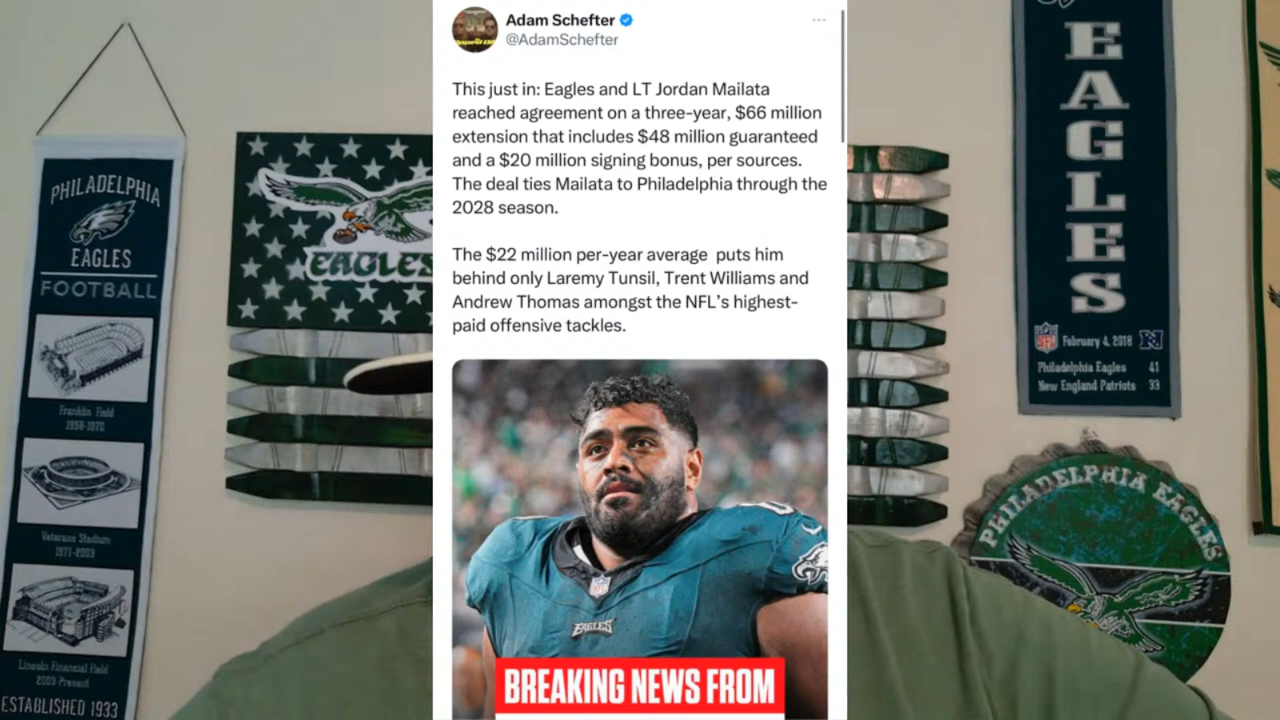 PHILADELPHIA
EAGLES
FOOTBALL
Franklin Field
1958-1970
Veterans Stadium
1971-2003
Lincoln Financial Field
2003-Present
ESTABLISHED 1933
EAGLES
Adam Schefter
@AdamSchefter
This just in: Eagles and LT Jordan Mailata
reached agreement on a three-year, $66 million
extension that includes $48 million guaranteed
and a $20 million signing bonus, per sources.
The deal ties Mailata to Philadelphia through the
2028 season.
The $22 million per-year average  puts him
behind only Laremy Tunsil, Trent Williams and
Andrew Thomas amongst the NFL’s highest-
paid offensive tackles.
EAGLES
BREAKING NEWS FROM
EAGLES
NFL
February 4, 2018
N
Philadelphia Eagles 41
New England Patriots 33
PHILADELPHIA EAGLES